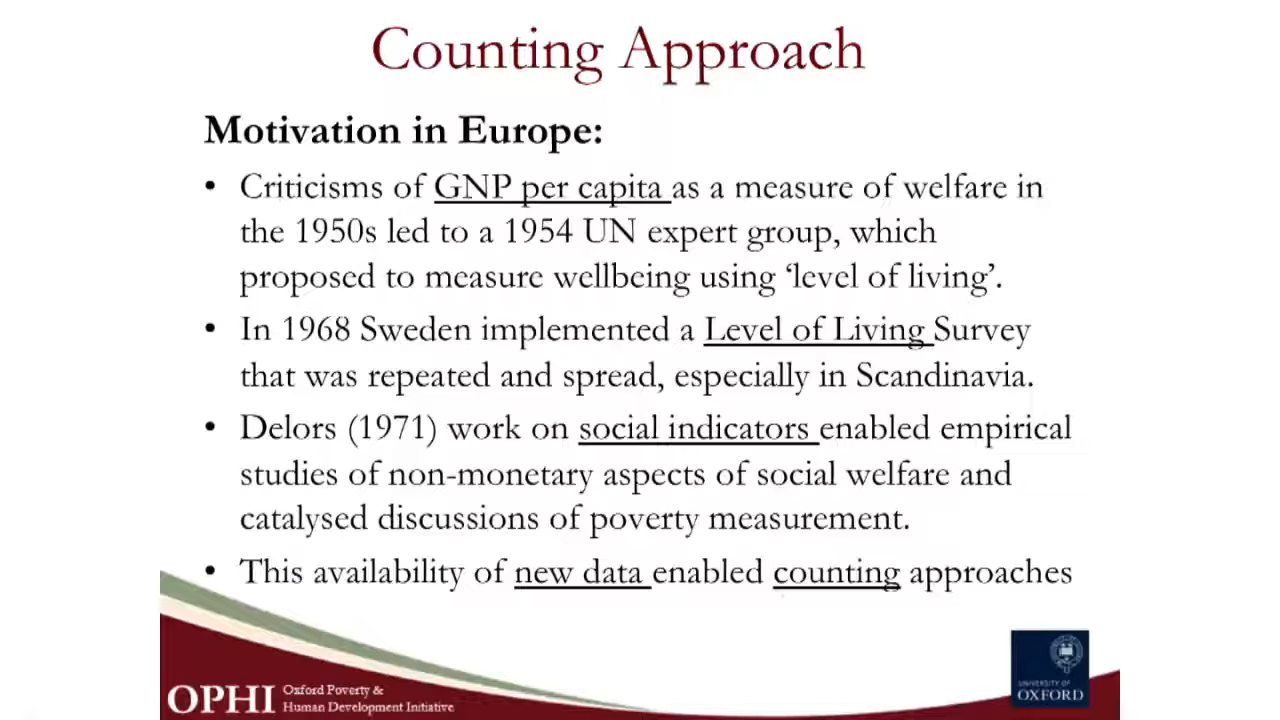 Counting Approach
Motivation in Europe:
• Criticisms of GNP per capita as a measure of welfare in
the 1950s led to a 1954 UN expert group, which
proposed to measure wellbeing using ‘level of living’.
• In 1968 Sweden implemented a Level of Living Survey
that was repeated and spread, especially in Scandinavia.
• Delors (1971) work on social indicators enabled empirical
studies of non-monetary aspects of social welfare and
catalysed discussions of poverty measurement.
• This availability of new data enabled counting approaches
OPHI Oxford Poverty &
Human Development Initiative
UNIVERSITY OF
OXFORD